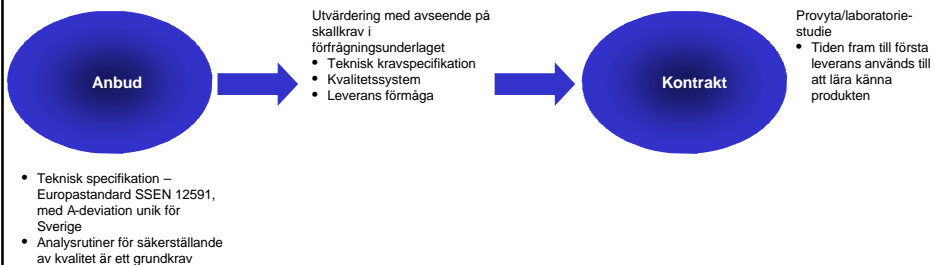 Anbud
Utvärdering med avseende på
skallkrav i
förfrågningsunderlaget
• Teknisk kravspecifikation
• Kvalitetssystem
• Leverans förmåga
Kontrakt
Provyta/laboratorie-
studie
• Tiden fram till första
leverans används till
att lära känna
produkten
• Teknisk specifikation –
Europastandard SSEN 12591,
med A-deviation unik för
Sverige
• Analysrutiner för säkerställande
av kvalitet är ett grundkrav